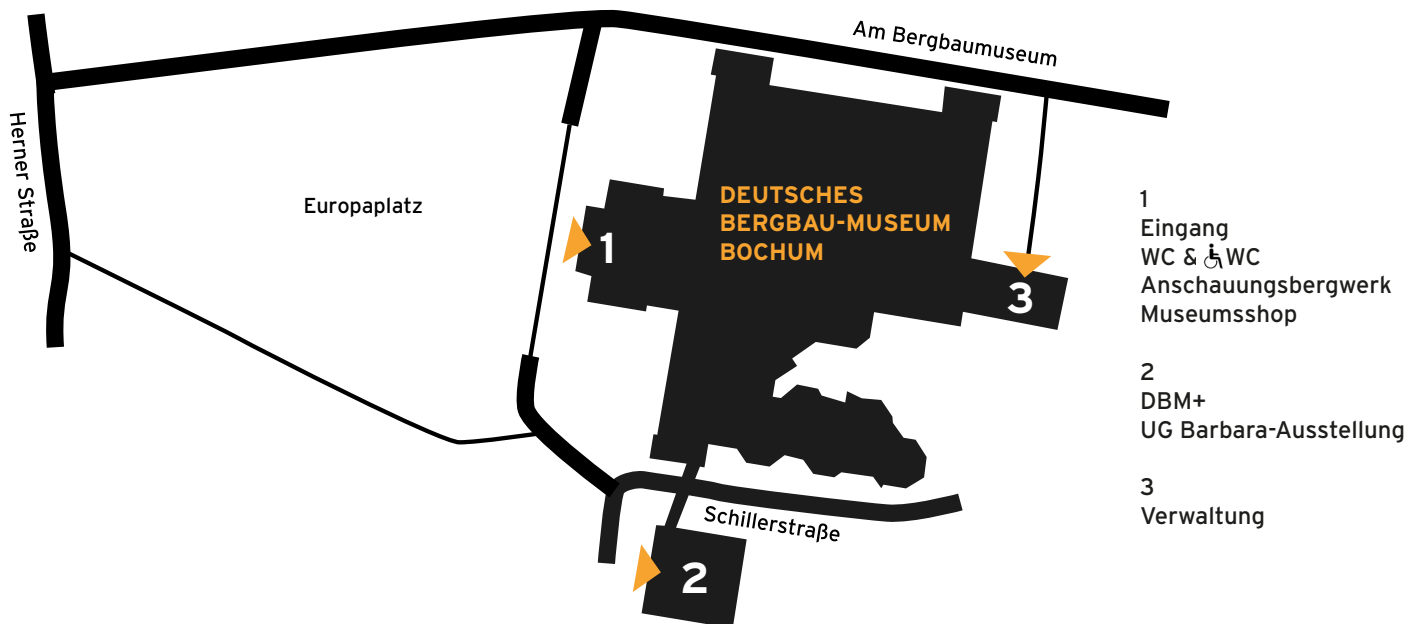 Am Bergbaumuseum
Herner Straße
Europaplatz
DEUTSCHES
BERGBAU-MUSEUM
BOCHUM
1
3
Schillerstraße
2
1
Eingang
WC & ♿ WC
Anschauungsbergwerk
Museumsshop
2
DBM+
UG Barbara-Ausstellung
3
Verwaltung